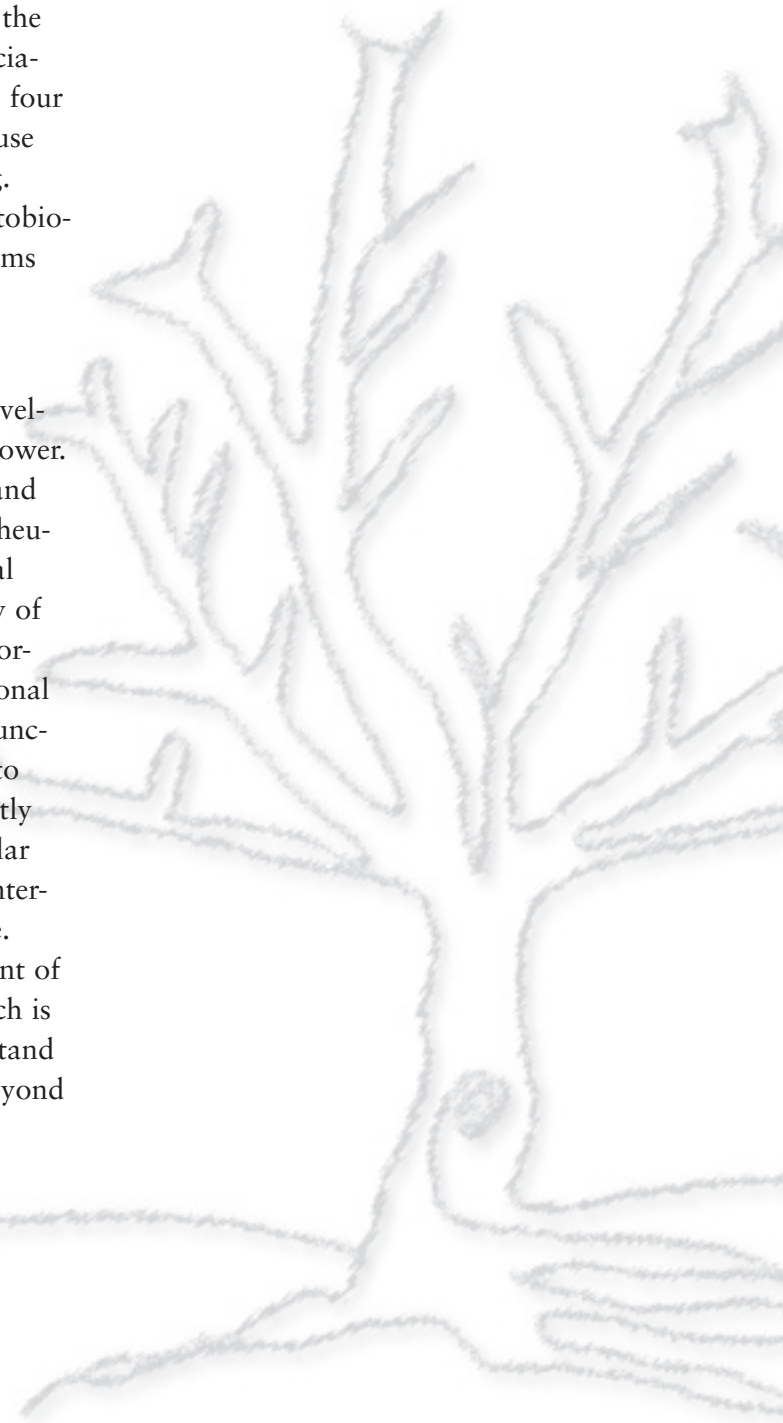 the
cia-
four
use
g.
tobio-
ms
vel-
ower.
and
heu-
al
y of
or-
onal
unc-
to
tly
lar
nter-
e.
nt of
ch is
tand
yond